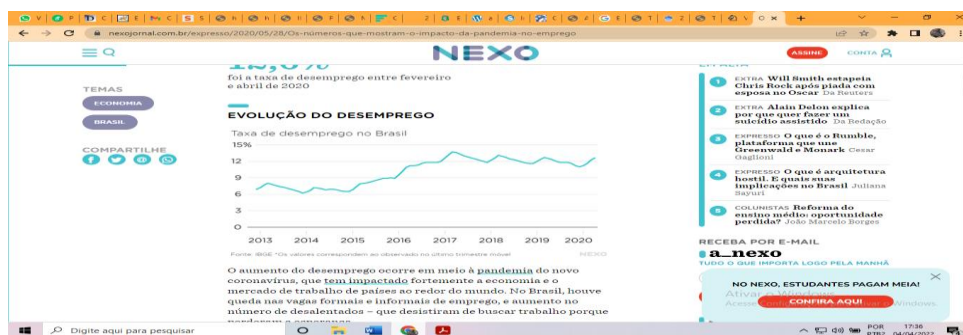 nexojornal.com.br/expresso/2020/05/28/Os-números-que-mostram-o-impacto-da-pandemia-no-emprego
NEXO
ASSINE
CONTA
TEMAS
ECONOMIA
BRASIL
COMPARTILHE
foi a taxa de desemprego entre fevereiro
e abril de 2020
EVOLUÇÃO DO DESEMPREGO
Taxa de desemprego no Brasil
15%
12
9
6
3
0
2013 2014 2015 2016 2017 2018 2019 2020
Fonte: IBGE *Os valores correspondem ao observado no último trimestre móvel
NEXO
O aumento do desemprego ocorre em meio à pandemia do novo
coronavírus, que tem impactado fortemente a economia e o
mercado de trabalho de países ao redor do mundo. No Brasil, houve
queda nas vagas formais e informais de emprego, e aumento no
número de desalentados – que desistiram de buscar trabalho porque
EM ALTA
1 EXTRA Will Smith estapeia
Chris Rock após piada com
esposa no Oscar Da Reuters
2 EXTRA Alain Delon explica
por que quer fazer um
suicídio assistido Da Redação
3 EXPRESSO O que é o Rumble,
plataforma que une
Greenwald e Monark Cesar
Gaglioni
4 EXPRESSO O que é arquitetura
hostil. E quais suas
implicações no Brasil Juliana
Sayuri
5 COLUNISTAS Reforma do
ensino médio: oportunidade
perdida? João Marcelo Borges
RECEBA POR E-MAIL
a_nexo
TUDO O QUE IMPORTA LOGO PELA MANHÃ
NO NEXO, ESTUDANTES PAGAM MEIA!
CONFIRA AQUI
Ativar o Windows
Digite aqui para pesquisar
POR
PTB2
17:36
04/04/2022